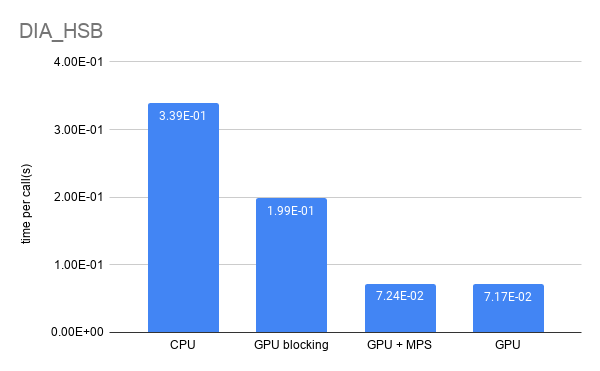 DIA_HSB
4.00E-01
3.00E-01
2.00E-01
1.00E-01
0.00E+00
time per call(s)
3.39E-01
1.99E-01
7.24E-02
7.17E-02
CPU
GPU blocking
GPU + MPS
GPU